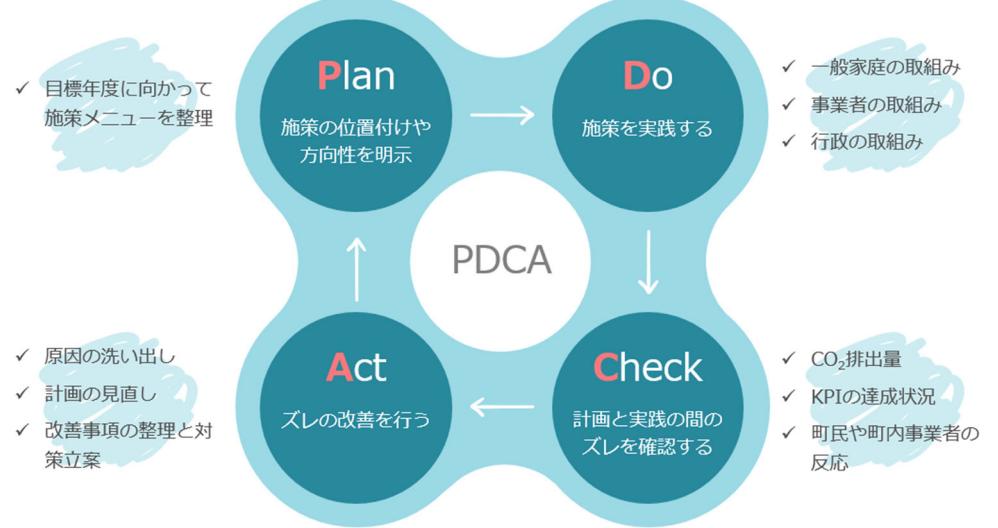 ✓ 目標年度に向かって
施策メニューを整理
Plan
施策の位置付けや
方向性を明示
Do
施策を実践する
✓ 一般家庭の取組み
✓ 事業者の取組み
✓ 行政の取組み
PDCA
✓ 原因の洗い出し
✓ 計画の見直し
✓ 改善事項の整理と対
策立案
Act
ズレの改善を行う
Check
計画と実践の間の
ズレを確認する
✓ CO₂排出量
✓ KPIの達成状況
✓ 町民や町内事業者の
反応